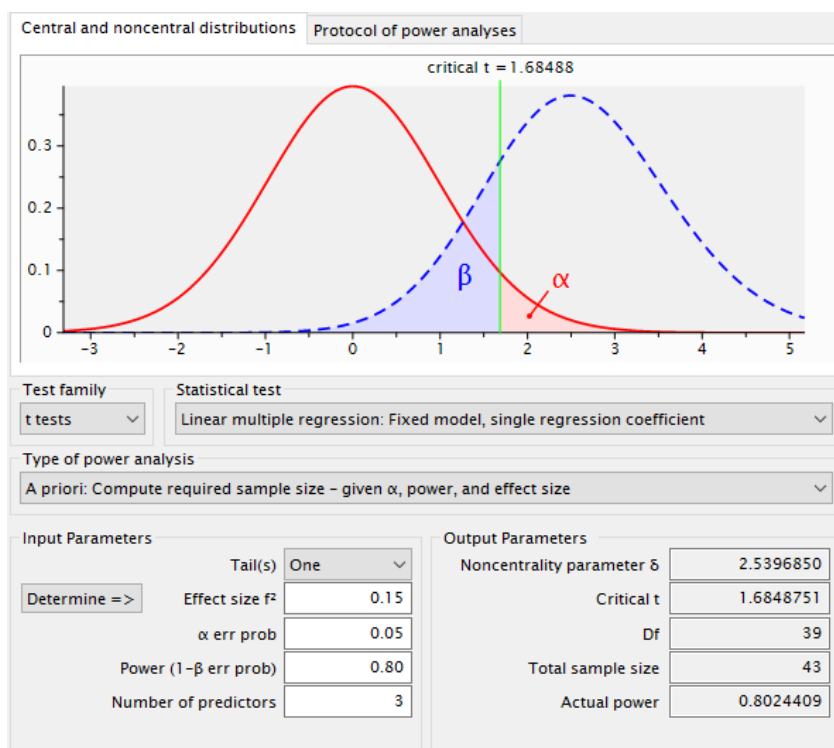 Central and noncentral distributions Protocol of power analyses
critical t = 1.68488
0.3
0.2
β
α
0.1
0
-3 -2 -1 0 1 2 3 4 5
Test family Statistical test
t tests Linear multiple regression: Fixed model, single regression coefficient
Type of power analysis
A priori: Compute required sample size - given α, power, and effect size
Input Parameters Output Parameters
Tail(s) One Noncentrality parameter δ 2.5396850
Determine => Effect size f² 0.15 Critical t 1.6848751
α err prob 0.05 Df 39
Power (1-β err prob) 0.80 Total sample size 43
Number of predictors 3 Actual power 0.8024409